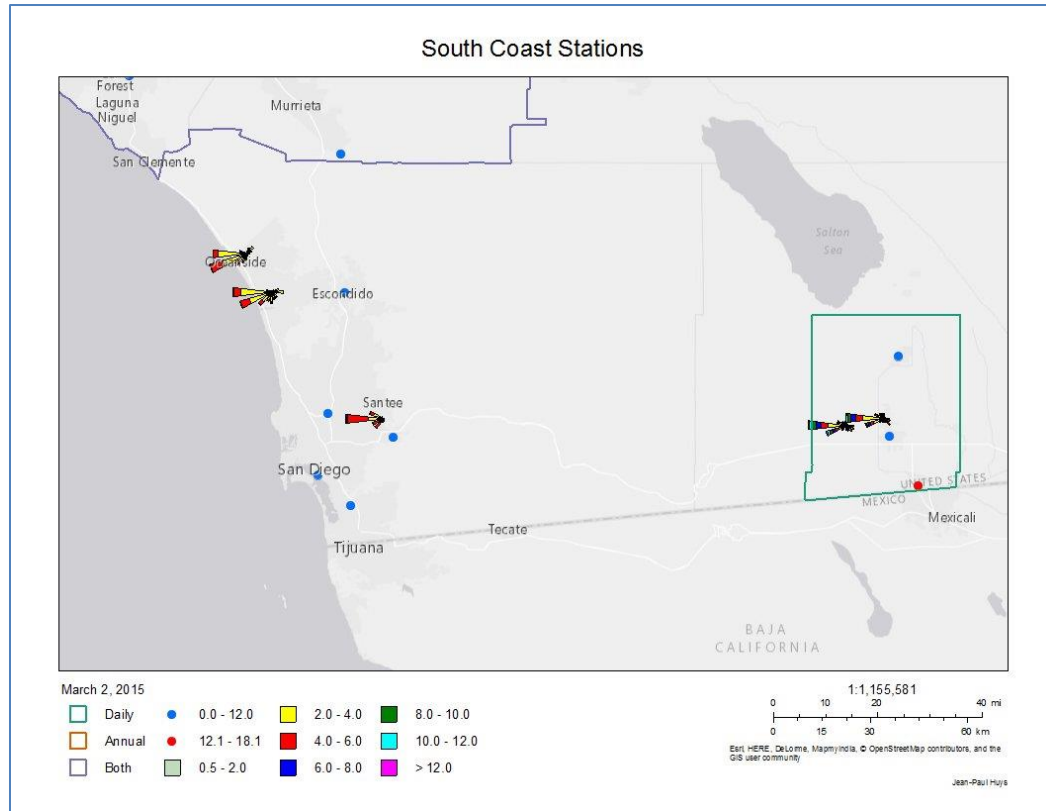 South Coast Stations
Forest
Laguna
Niguel
Murrieta
San Clemente
Salton
Sea
Oceanside
Escondido
Santee
San Diego
UNITED STATES
MEXICO
Mexicali
Tecate
Tijuana
BAJA
CALIFORNIA
March 2, 2015
Daily
0.0 - 12.0
2.0 - 4.0
8.0 - 10.0
Annual
12.1 - 18.1
4.0 - 6.0
10.0 - 12.0
Both
0.5 - 2.0
6.0 - 8.0
> 12.0
1:1,155,581
0 10 20 40 mi
0 15 30 60 km
Esri, HERE, DeLorme, MapmyIndia, © OpenStreetMap contributors, and the
GIS user community
Jean-Paul Huys